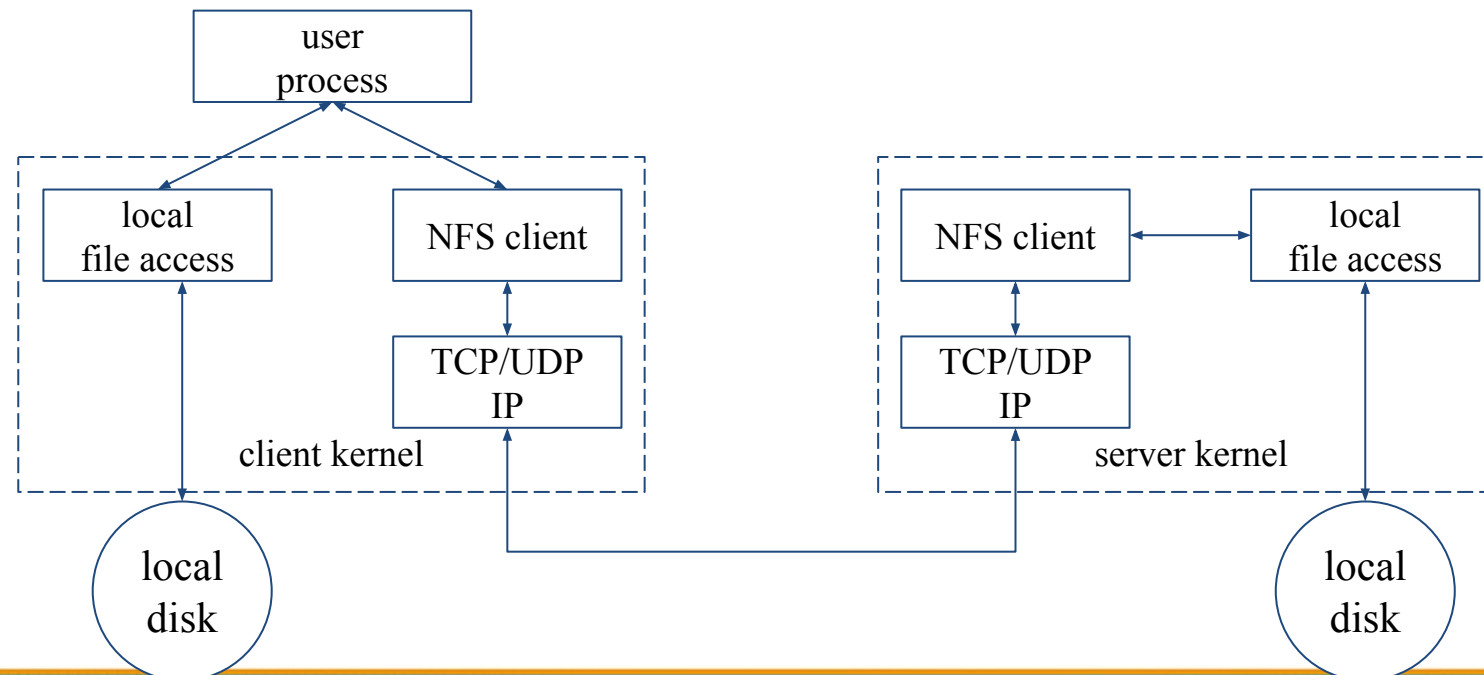 user
process
local
file access
NFS client
TCP/UDP
IP
client kernel
local
disk
NFS client
local
file access
TCP/UDP
IP
server kernel
local
disk